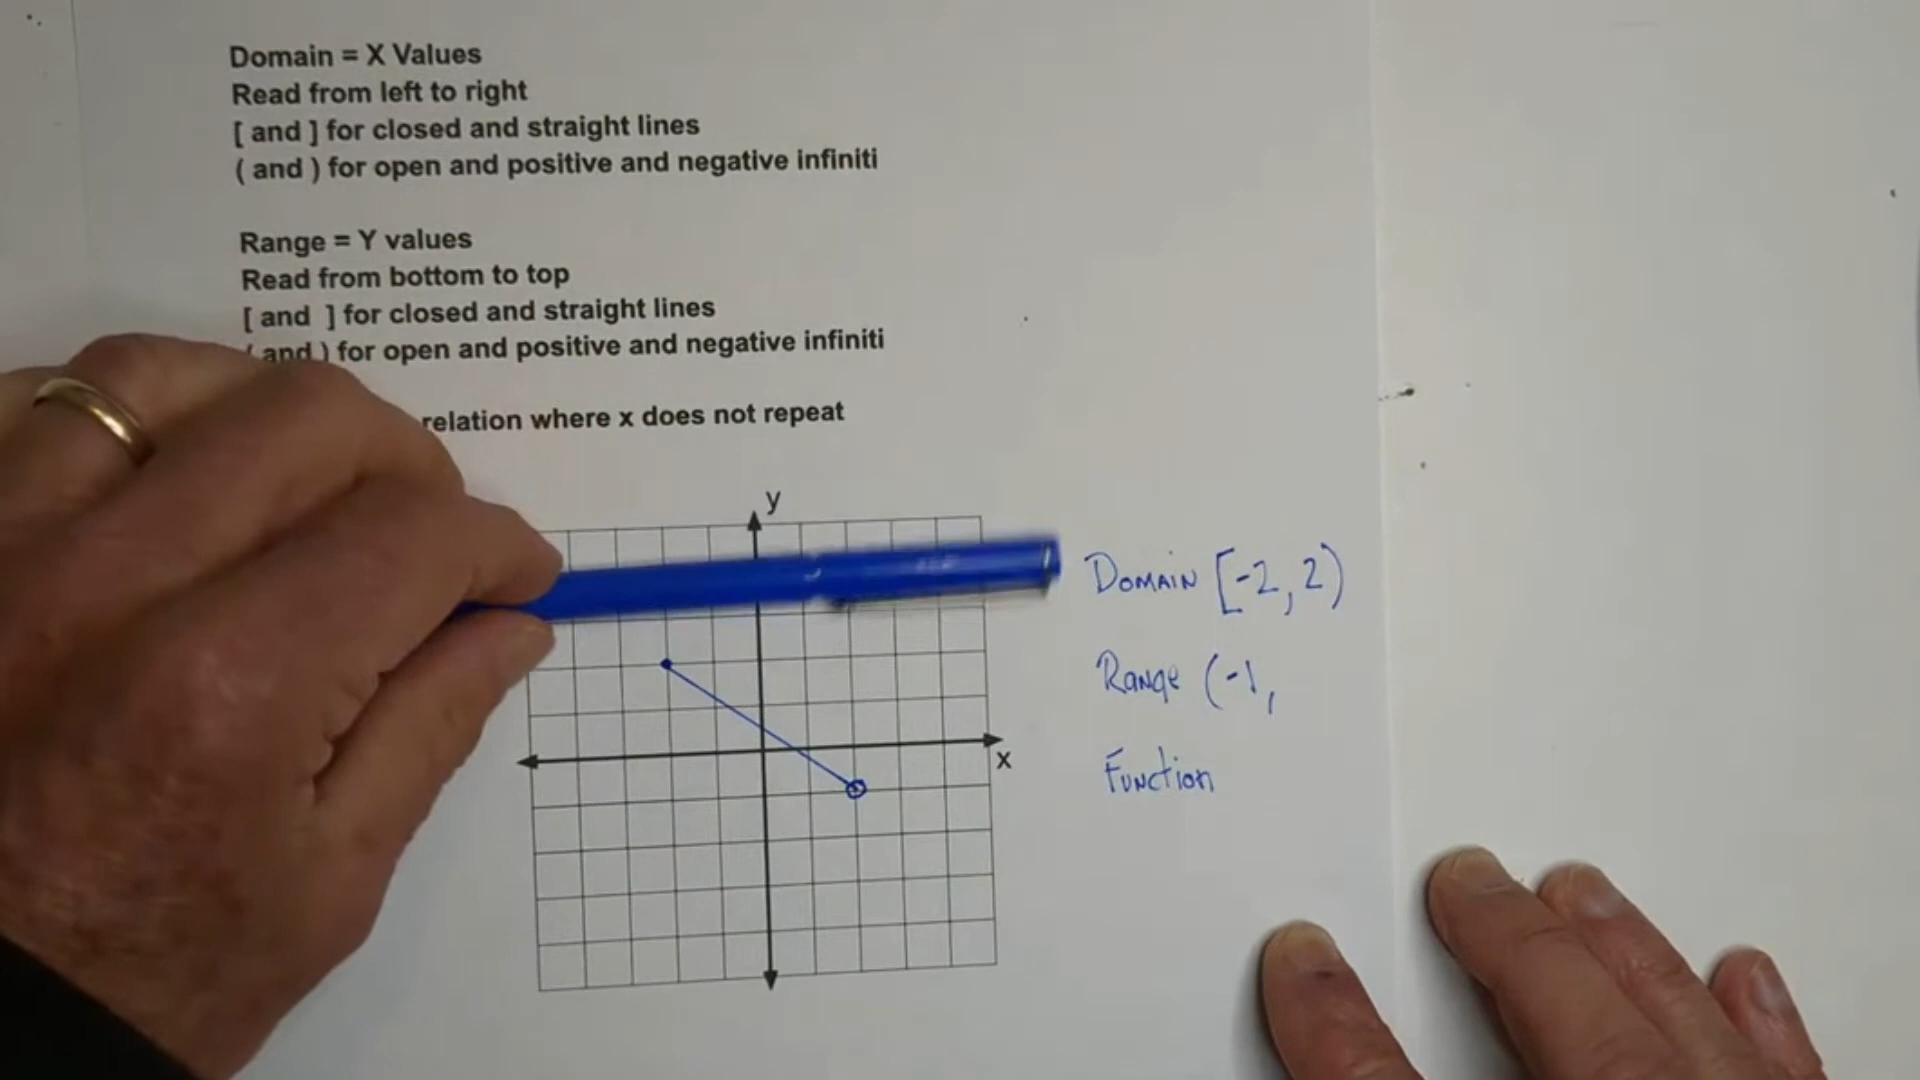 Domain = X Values
Read from left to right
[ and ] for closed and straight lines
( and ) for open and positive and negative infiniti
Range = Y values
Read from bottom to top
[ and ] for closed and straight lines
( and ) for open and positive and negative infiniti
relation where x does not repeat
y
x
Domain [-2, 2)
Range (-1,
Function